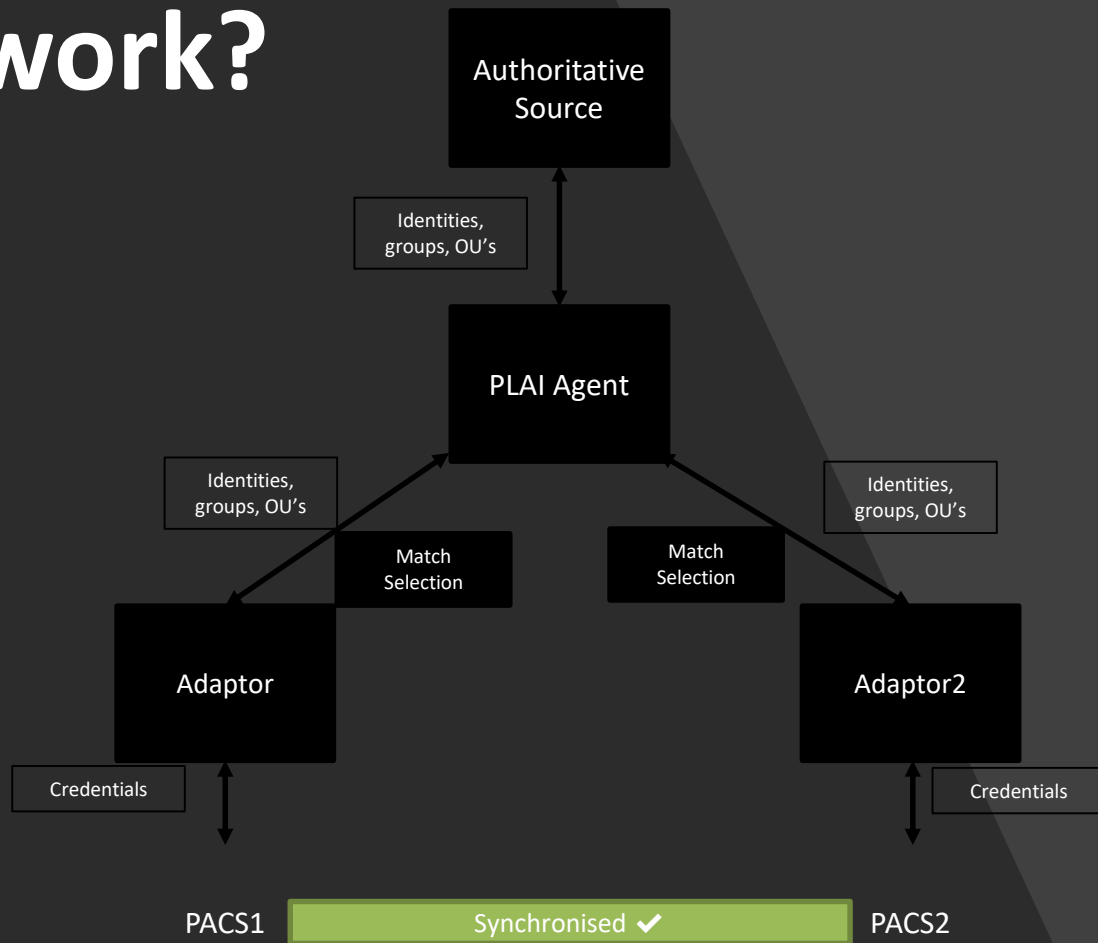 work?
Authoritative
Source
Identities,
groups, OU’s
PLAI Agent
Identities,
groups, OU’s
Identities,
groups, OU’s
Match
Selection
Match
Selection
Adaptor
Adaptor2
Credentials
Credentials
PACS1
Synchronised ✓
PACS2